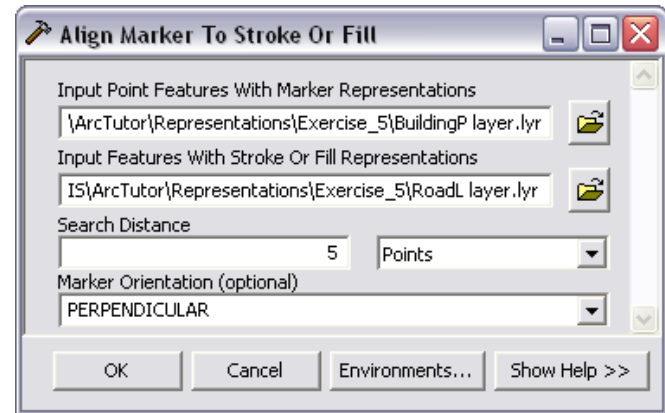 Align Marker To Stroke Or Fill
Input Point Features With Marker Representations
\ArcTutor\Representations\Exercise_5\BuildingP layer.lyr
Input Features With Stroke Or Fill Representations
IS\ArcTutor\Representations\Exercise_5\RoadL layer.lyr
Search Distance
5 Points
Marker Orientation (optional)
PERPENDICULAR
OK Cancel Environments... Show Help >>